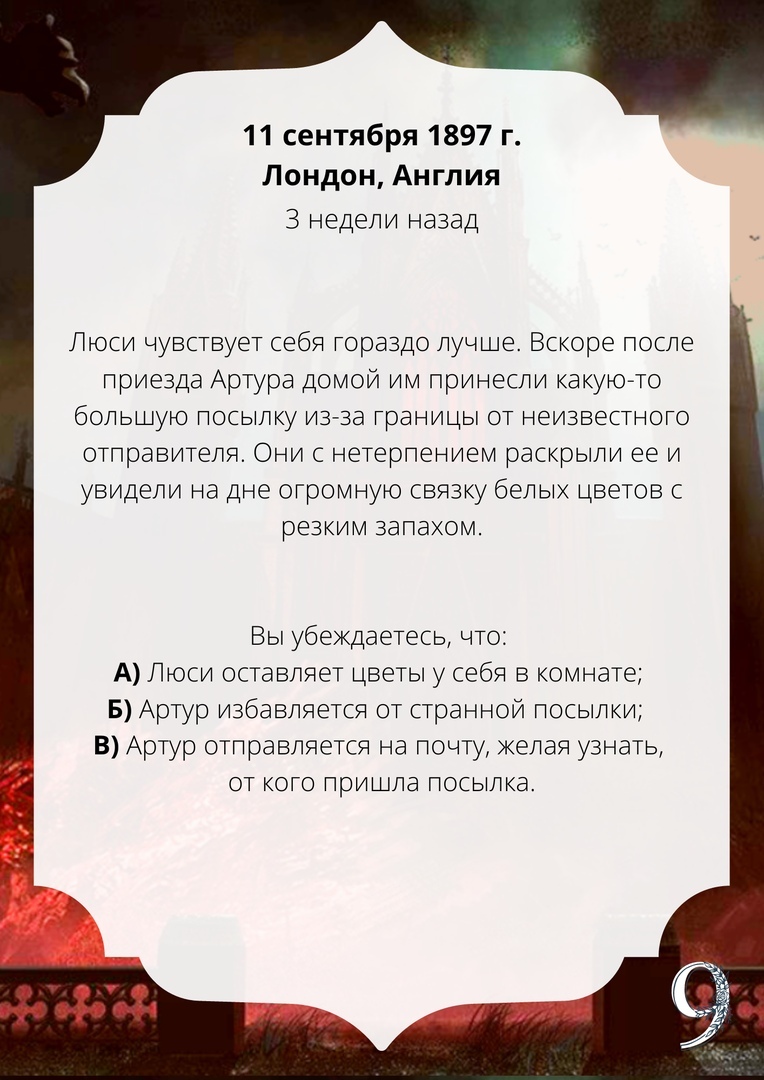 11 сентября 1897 г.
Лондон, Англия
3 недели назад
Люси чувствует себя гораздо лучше. Вскоре после
приезда Артура домой им принесли какую-то
большую посылку из-за границы от неизвестного
отправителя. Они с нетерпением раскрыли ее и
увидели на дне огромную связку белых цветов с
резким запахом.
Вы убеждаетесь, что:
А) Люси оставляет цветы у себя в комнате;
Б) Артур избавляется от странной посылки;
В) Артур отправляется на почту, желая узнать,
от кого пришла посылка.
9